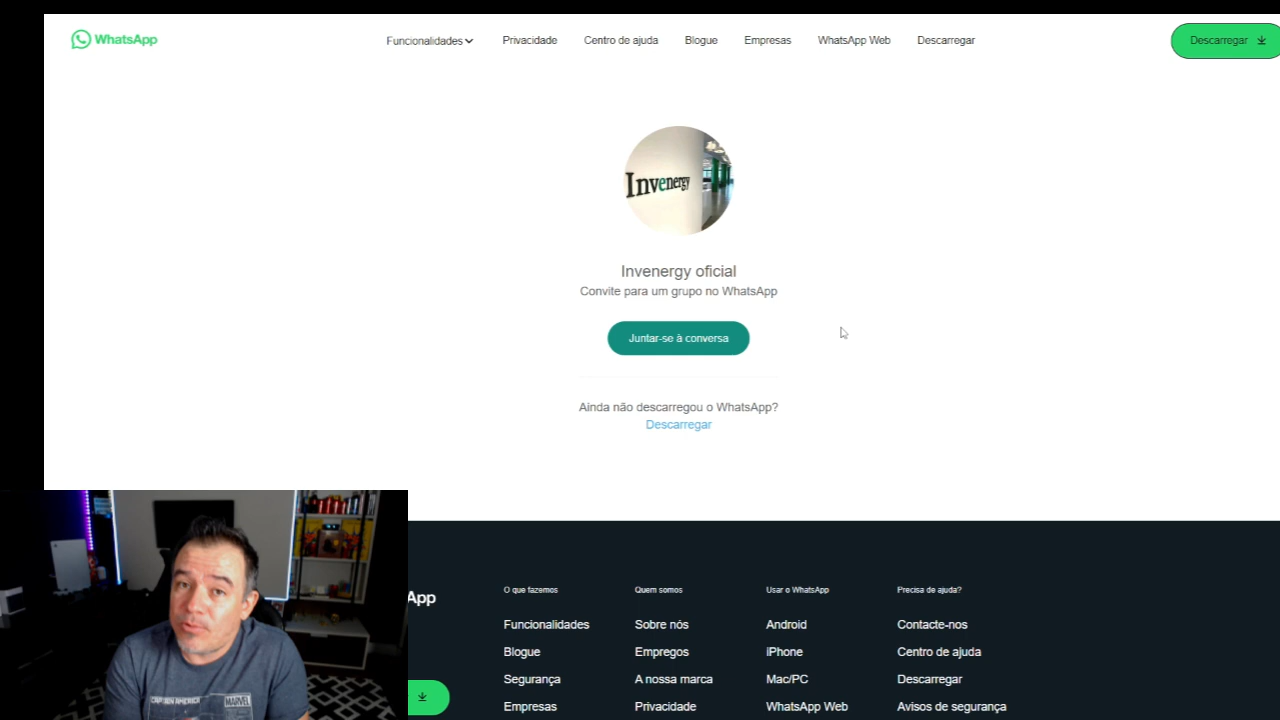 WhatsApp
Funcionalidades
Privacidade
Centro de ajuda
Blogue
Empresas
WhatsApp Web
Descarregar
Descarregar
Invenergy
Invenergy oficial
Convite para um grupo no WhatsApp
Juntar-se à conversa
Ainda não descarregou o WhatsApp?
Descarregar
App
O que fazemos
Quem somos
Usar o WhatsApp
Precisa de ajuda?
Funcionalidades
Sobre nós
Android
Contacte-nos
Blogue
Empregos
iPhone
Centro de ajuda
Segurança
A nossa marca
Mac/PC
Descarregar
Empresas
Privacidade
WhatsApp Web
Avisos de segurança
CAPTAIN AMERICA
MARVEL